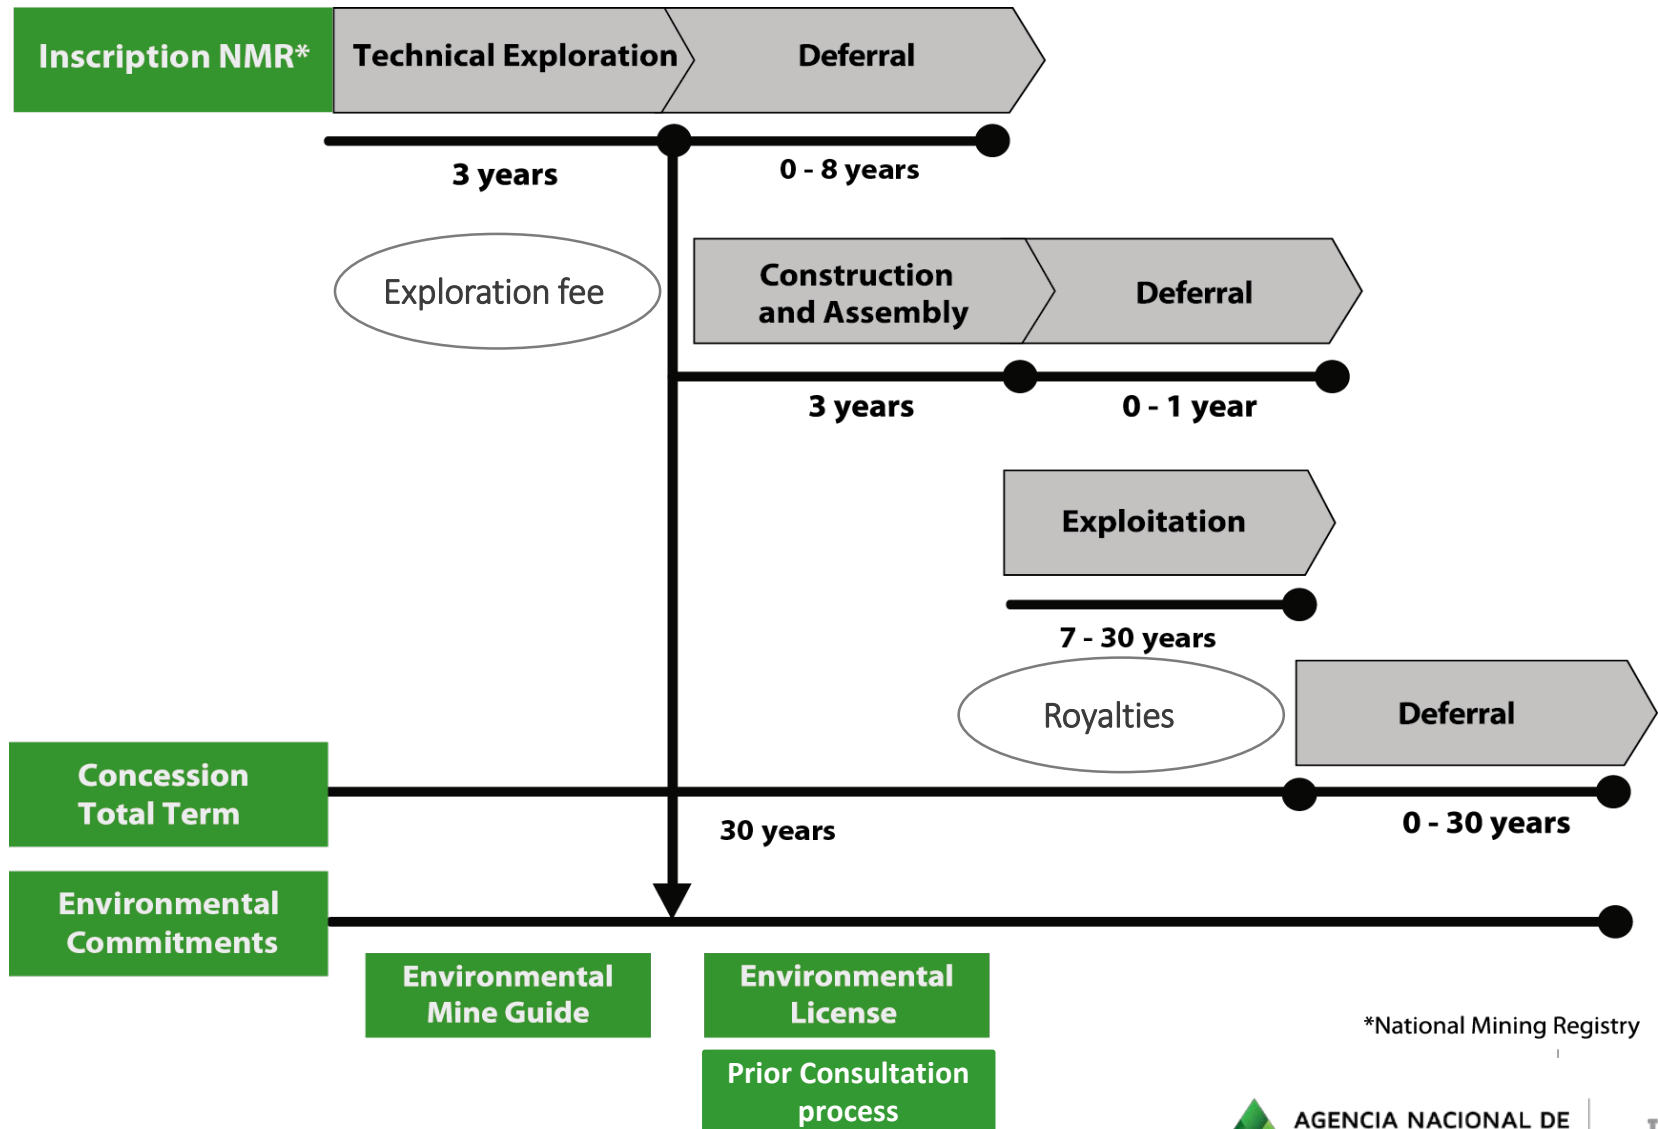 Inscription NMR*
Technical Exploration
Deferral
3 years
0 - 8 years
Exploration fee
Construction
and Assembly
Deferral
3 years
0 - 1 year
Exploitation
7 - 30 years
Royalties
Deferral
Concession
Total Term
30 years
0 - 30 years
Environmental
Commitments
Environmental
Mine Guide
Environmental
License
*National Mining Registry
Prior Consultation
process
AGENCIA NACIONAL DE